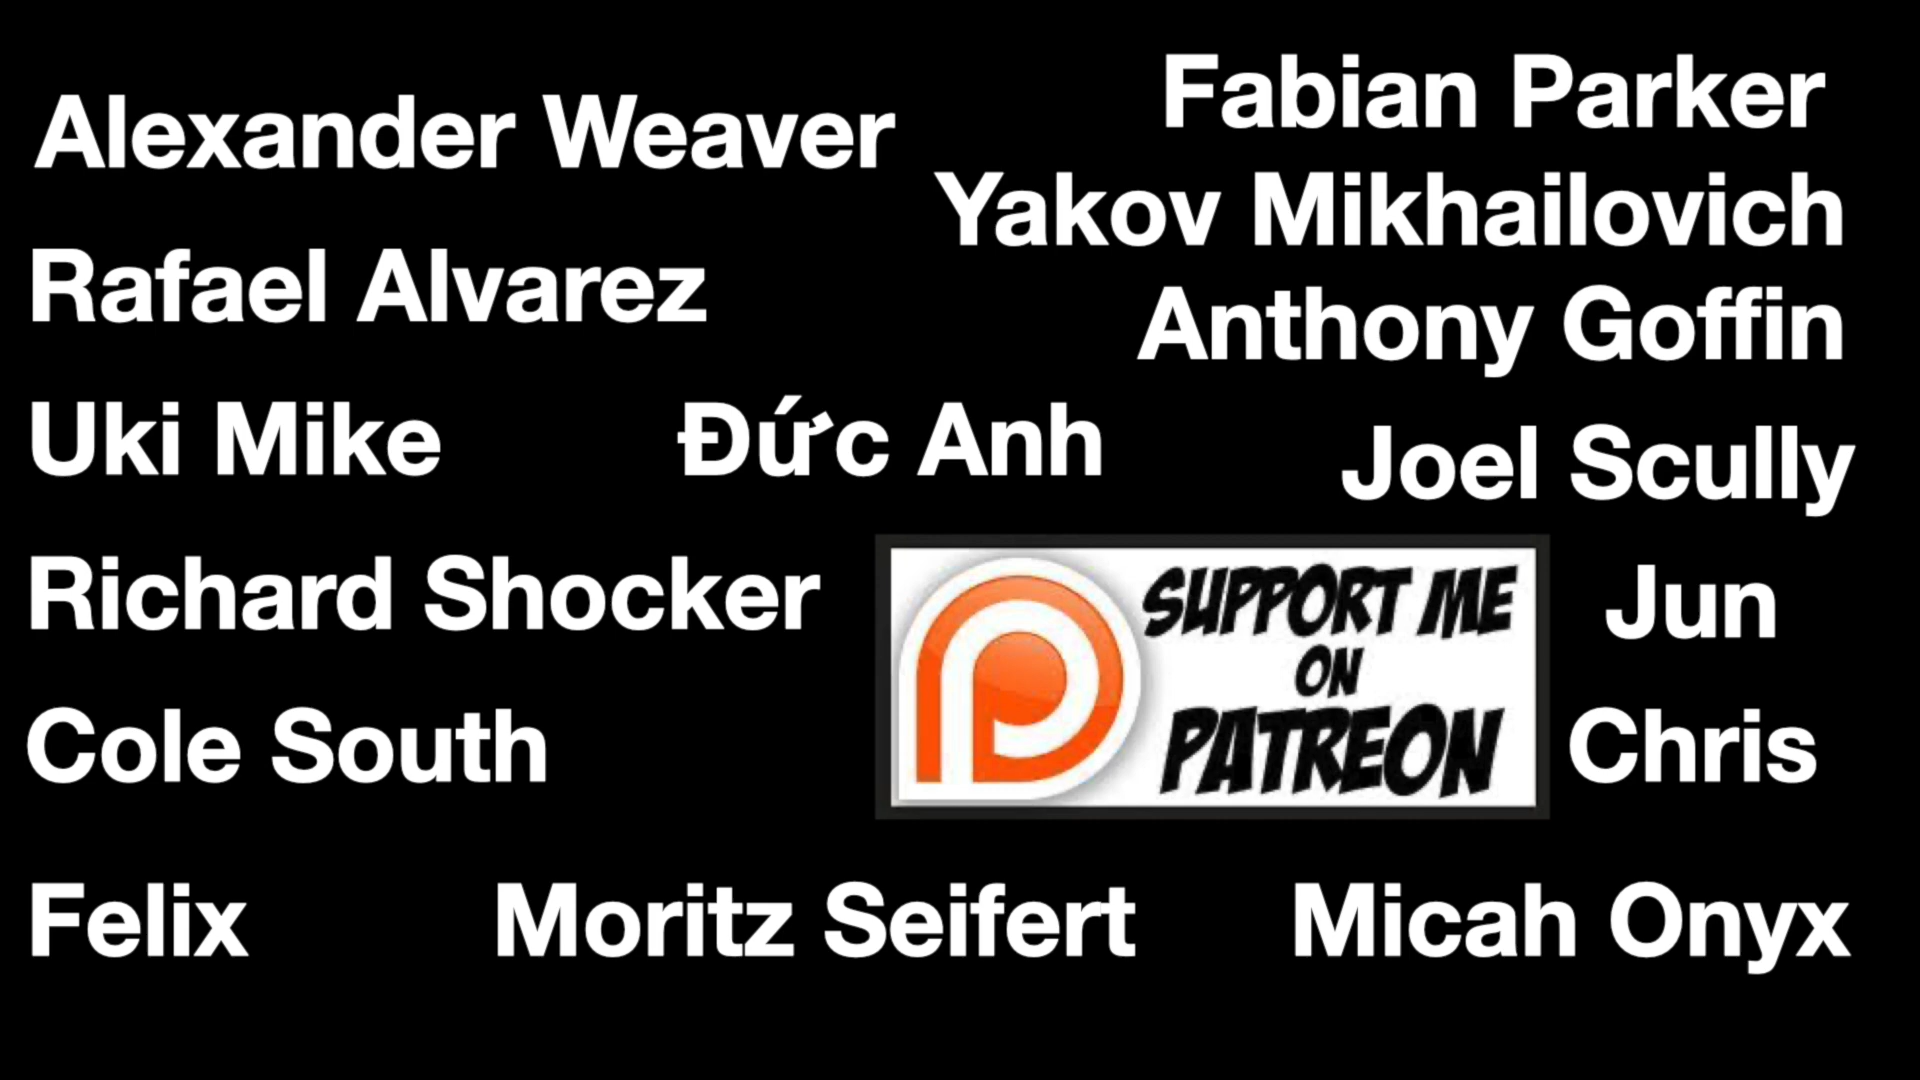 Alexander Weaver
Fabian Parker
Yakov Mikhailovich
Rafael Alvarez
Anthony Goffin
Uki Mike
Đức Anh
Joel Scully
Richard Shocker
SUPPORT ME
ON
PATREON
Jun
Cole South
Chris
Felix
Moritz Seifert
Micah Onyx